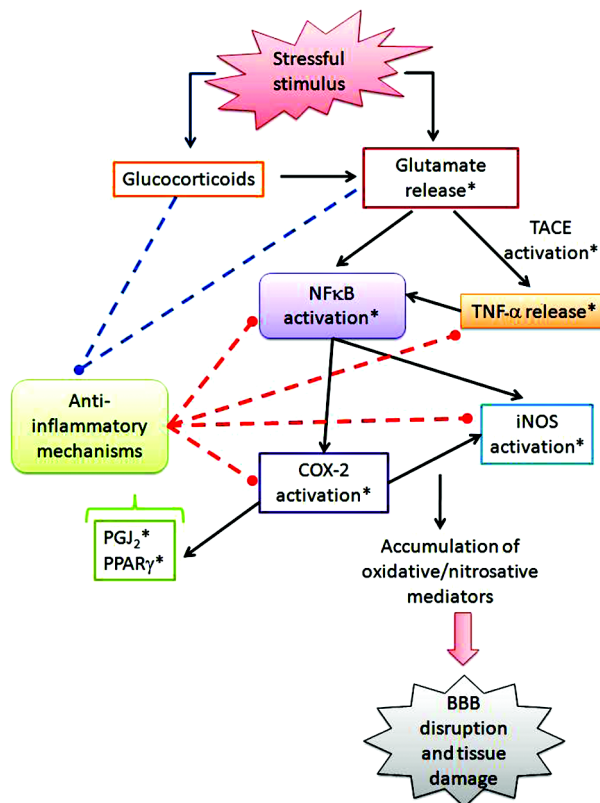 Stressful
stimulus
Glucocorticoids
Glutamate
release*
TACE
activation*
NFκB
activation*
TNF-α release*
Anti-
inflammatory
mechanisms
iNOS
activation*
COX-2
activation*
PGJ₂*
PPARγ*
Accumulation of
oxidative/nitrosative
mediators
BBB
disruption
and tissue
damage